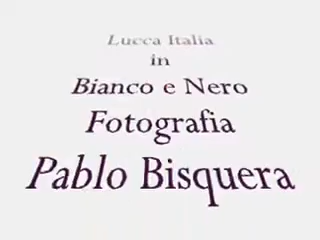 Lucca Italia
in
Bianco e Nero
Fotografia
Pablo Bisquera